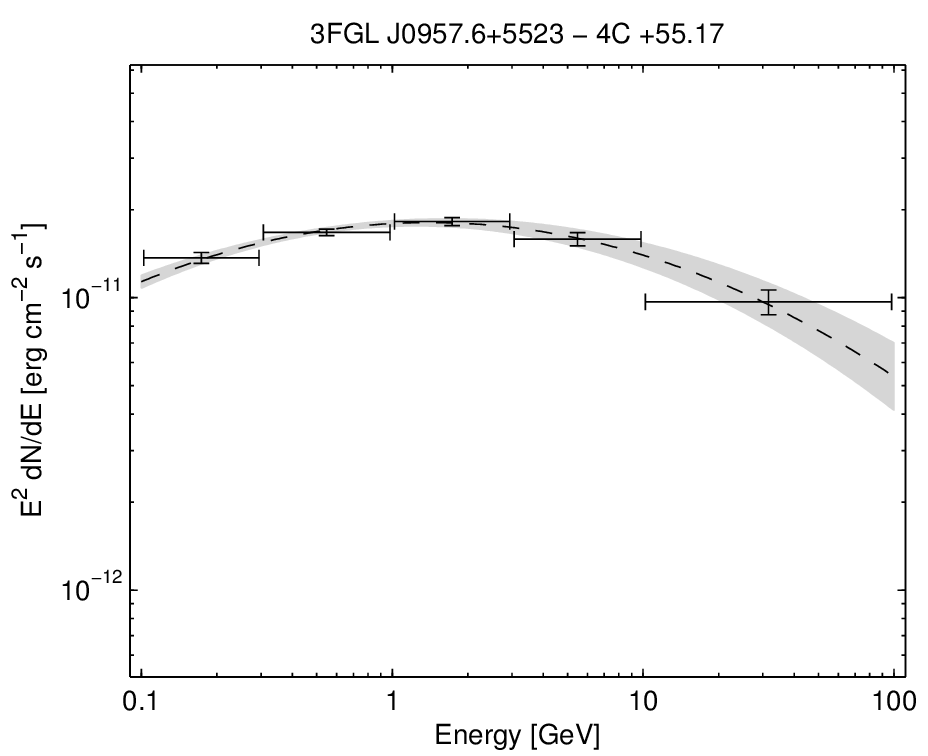 3FGL J0957.6+5523 − 4C +55.17
E² dN/dE [erg cm⁻² s⁻¹]
10⁻¹¹
10⁻¹²
0.1 1 10 100
Energy [GeV]